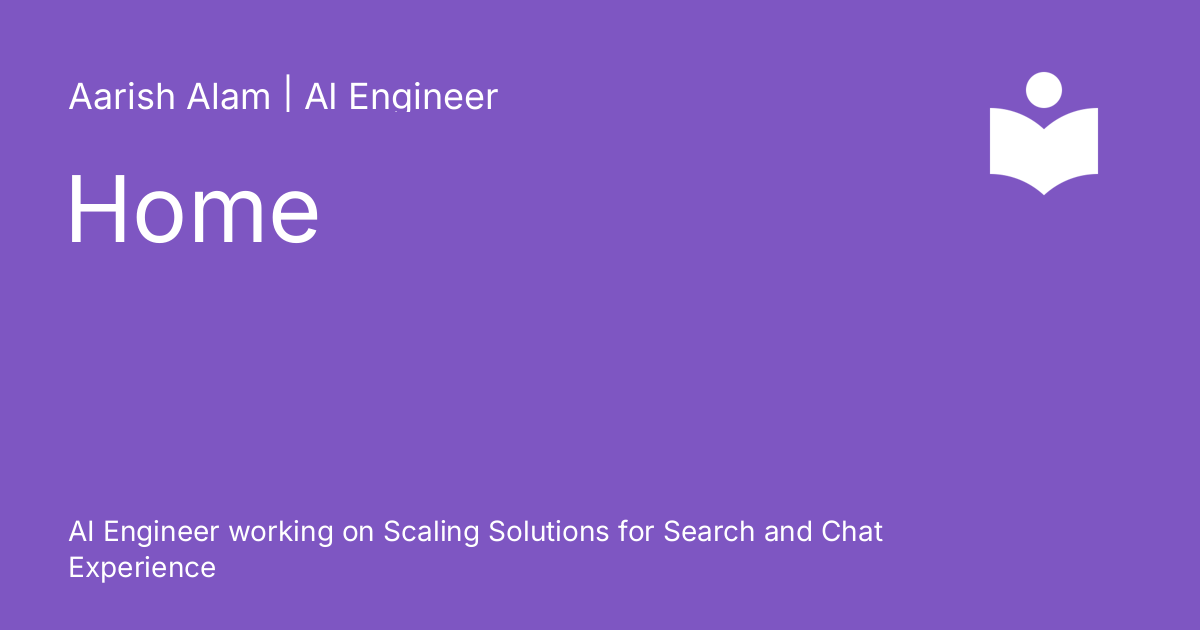 Aarish Alam | AI Engineer
Home
AI Engineer working on Scaling Solutions for Search and Chat
Experience